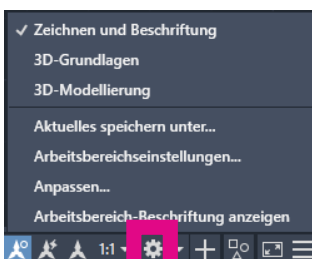 Zeichnen und Beschriftung
3D-Grundlagen
3D-Modellierung
Aktuelles speichern unter...
Arbeitsbereichseinstellungen...
Anpassen...
Arbeitsbereich-Beschriftung anzeigen
1:1